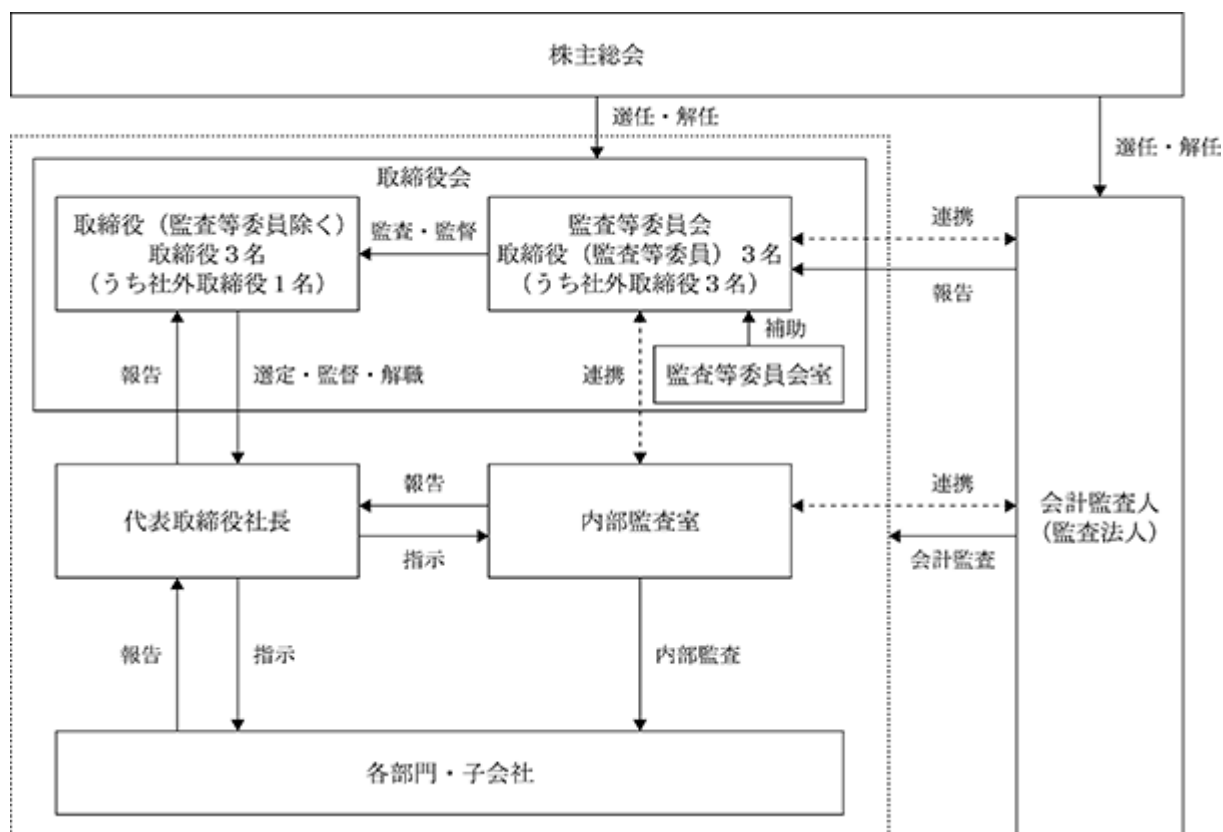 株主総会
選任・解任
選任・解任
取締役会
取締役（監査等委員除く）
取締役３名
（うち社外取締役１名）
監査・監督
監査等委員会
取締役（監査等委員）３名
（うち社外取締役３名）
連携
報告
補助
監査等委員会室
報告
選定・監督・解職
連携
代表取締役社長
報告
指示
内部監査室
連携
会計監査
会計監査人
（監査法人）
報告
指示
内部監査
各部門・子会社